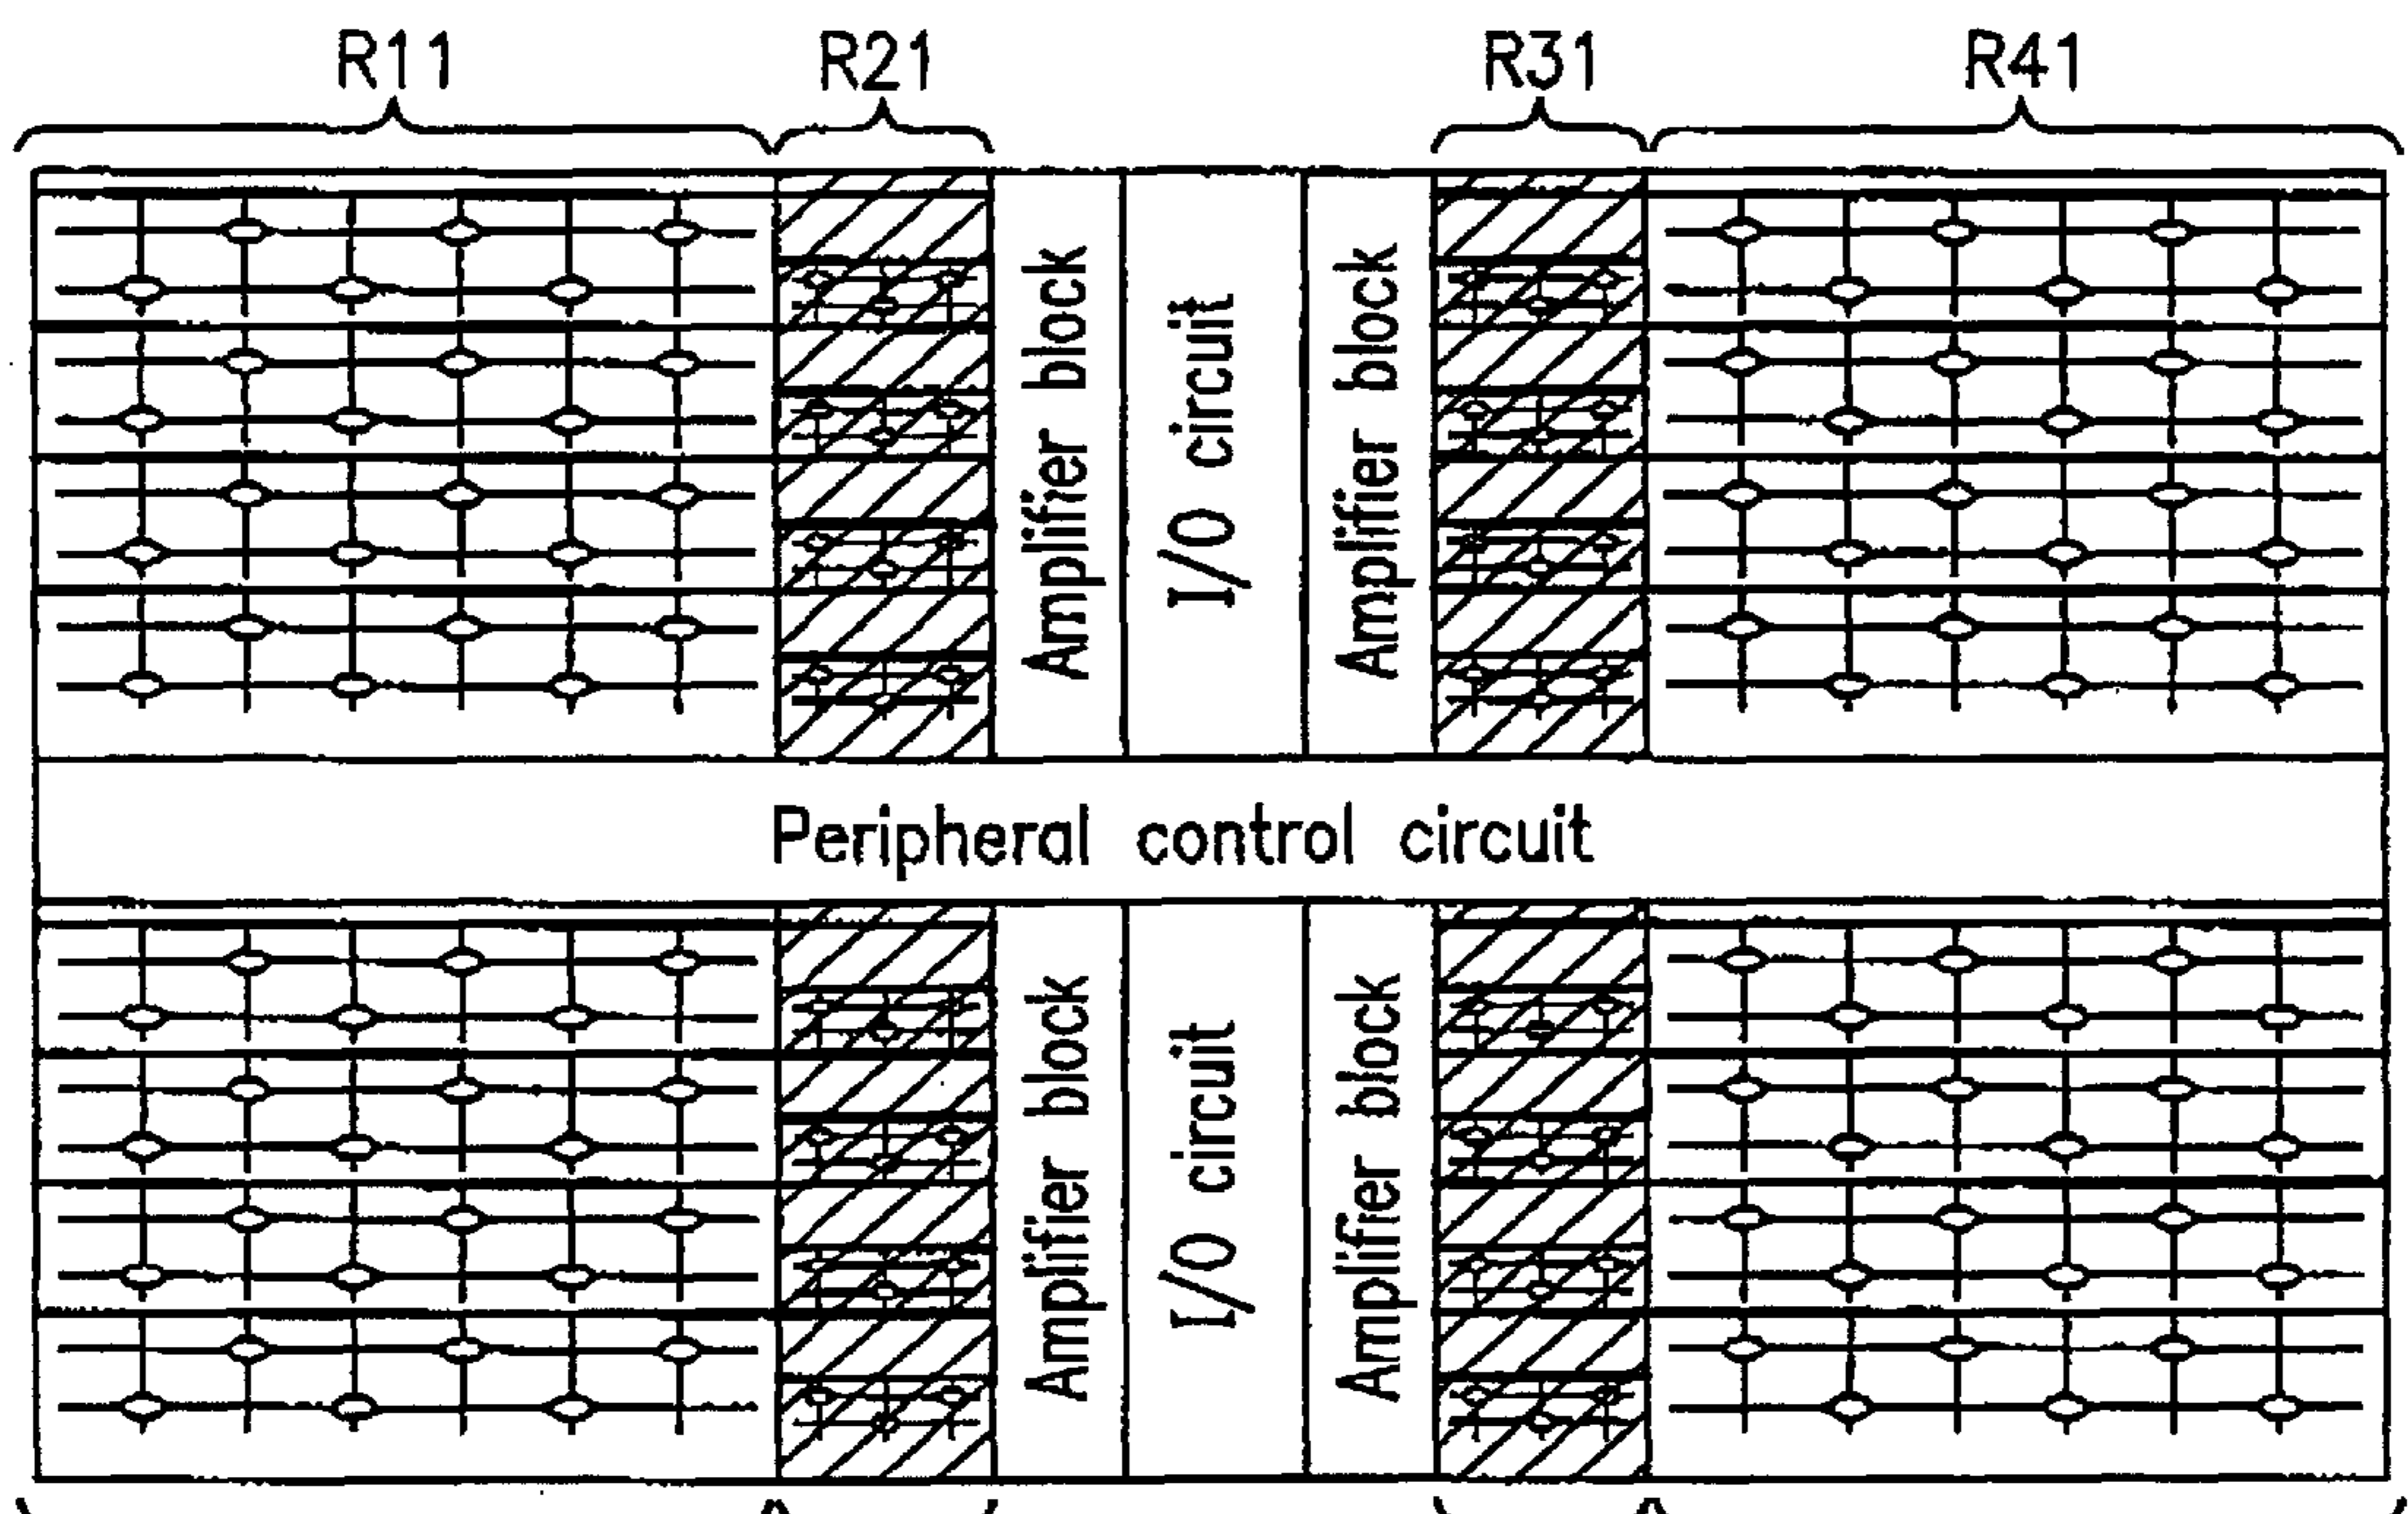 R11
R21
R31
R41
Amplifier block
I/O circuit
Amplifier block
Peripheral control circuit
Amplifier block
I/O circuit
Amplifier block